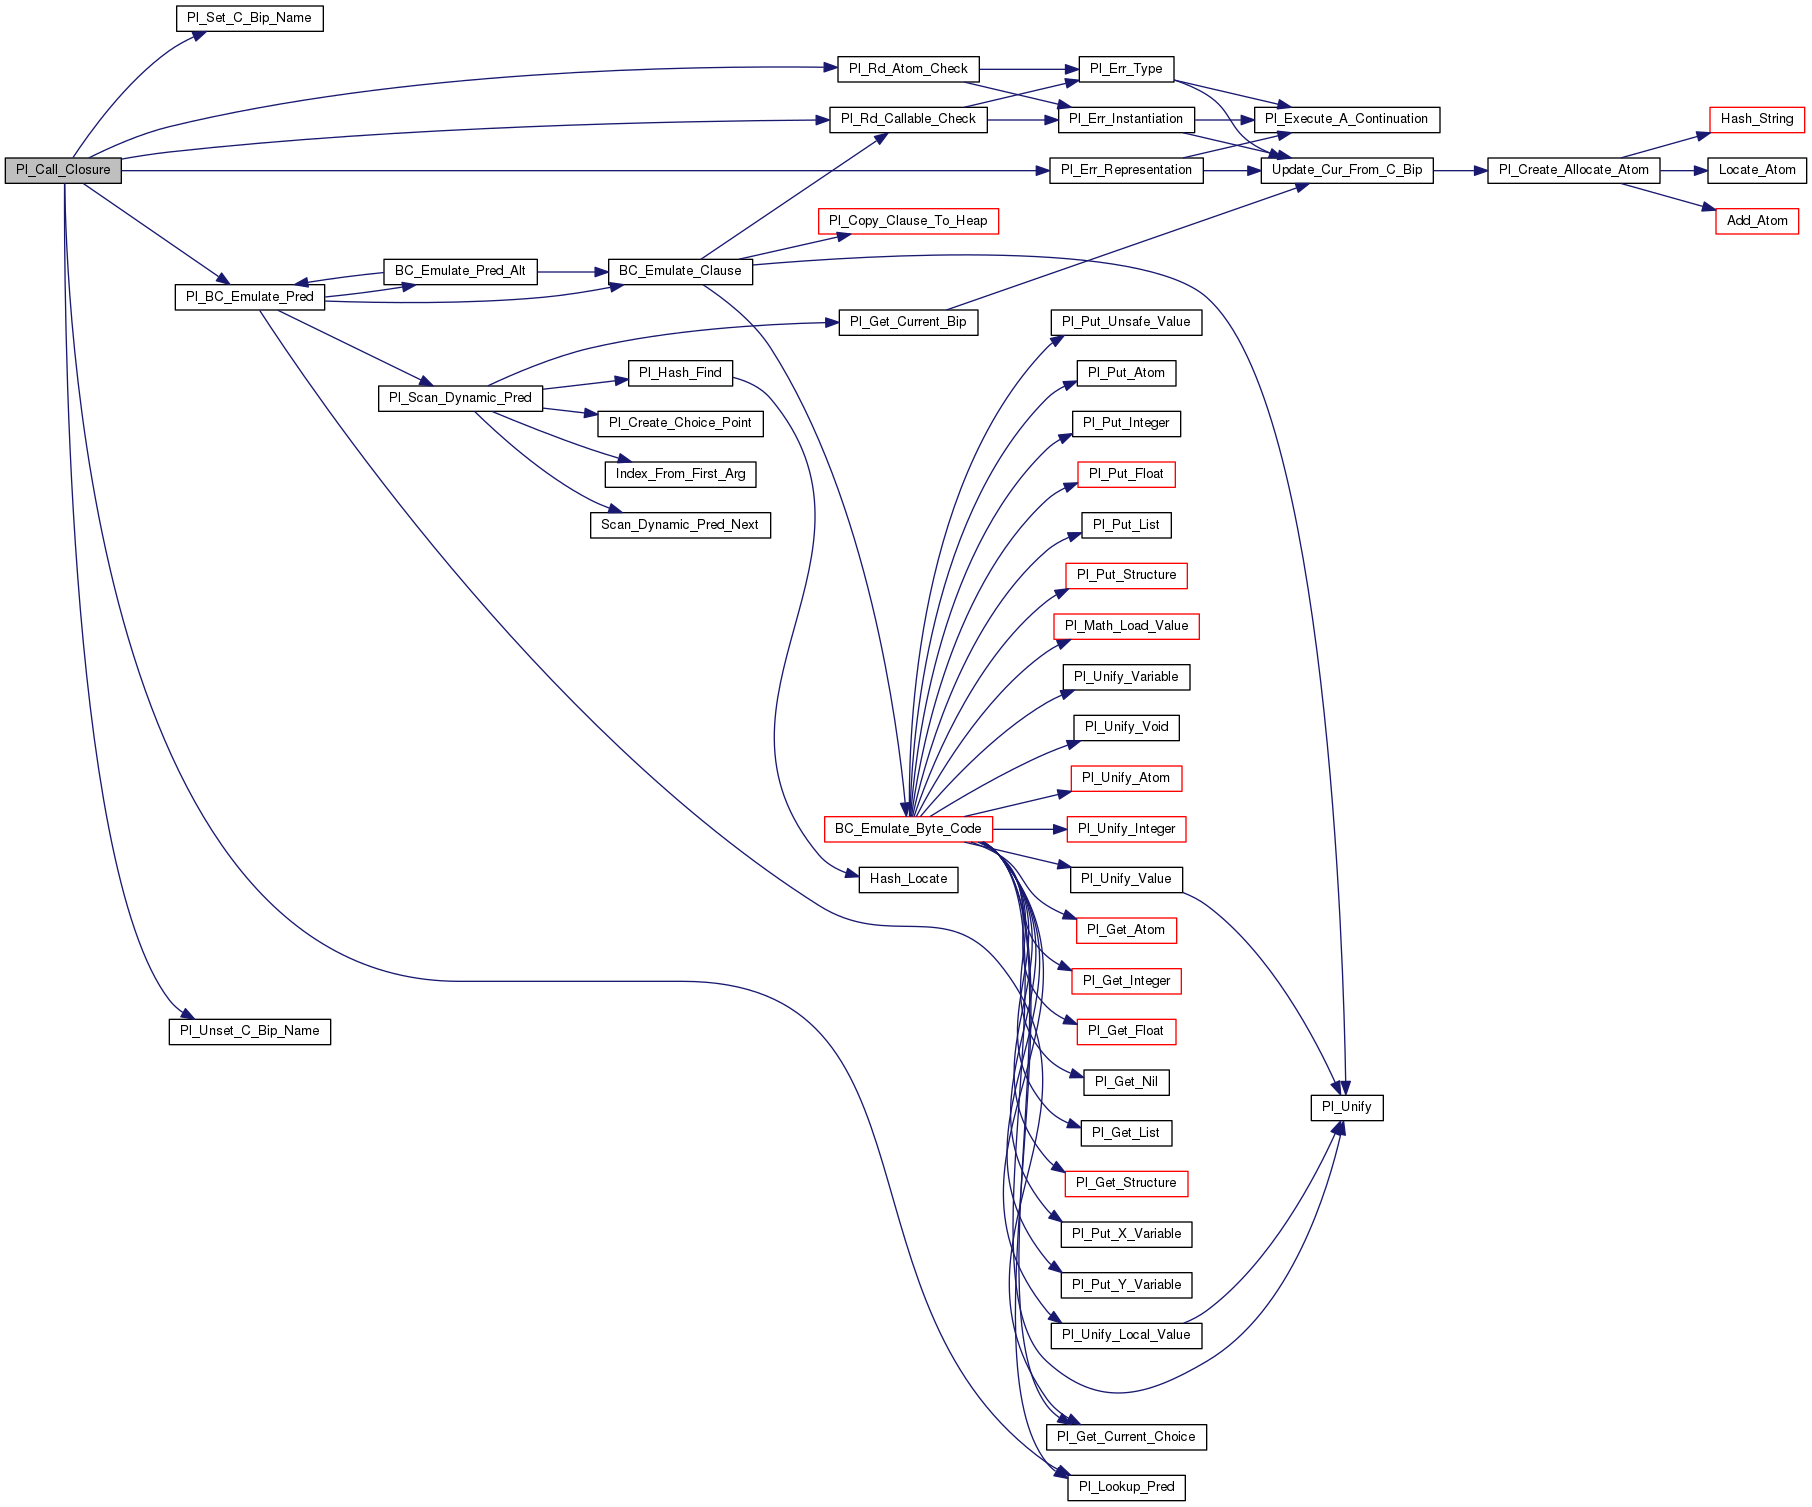 Pl_Set_C_Bip_Name
Pl_Rd_Atom_Check
Pl_Err_Type
Pl_Rd_Callable_Check
Pl_Err_Instantiation
Pl_Execute_A_Continuation
Hash_String
Pl_Call_Closure
Pl_Err_Representation
Update_Cur_From_C_Bip
Pl_Create_Allocate_Atom
Locate_Atom
Pl_Copy_Clause_To_Heap
Add_Atom
BC_Emulate_Pred_Alt
BC_Emulate_Clause
Pl_BC_Emulate_Pred
Pl_Get_Current_Bip
Pl_Put_Unsafe_Value
Pl_Hash_Find
Pl_Put_Atom
Pl_Scan_Dynamic_Pred
Pl_Create_Choice_Point
Pl_Put_Integer
Index_From_First_Arg
Pl_Put_Float
Scan_Dynamic_Pred_Next
Pl_Put_List
Pl_Put_Structure
Pl_Math_Load_Value
Pl_Unify_Variable
Pl_Unify_Void
Pl_Unify_Atom
BC_Emulate_Byte_Code
Pl_Unify_Integer
Hash_Locate
Pl_Unify_Value
Pl_Get_Atom
Pl_Get_Integer
Pl_Unset_C_Bip_Name
Pl_Get_Float
Pl_Get_Nil
Pl_Unify
Pl_Get_List
Pl_Get_Structure
Pl_Put_X_Variable
Pl_Put_Y_Variable
Pl_Unify_Local_Value
Pl_Get_Current_Choice
Pl_Lookup_Pred